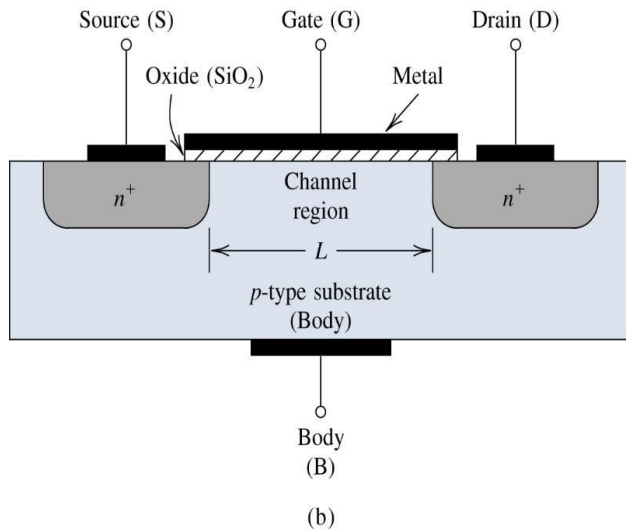 Source (S)
Gate (G)
Drain (D)
Oxide (SiO₂)
Metal
n⁺
Channel
region
n⁺
L
p-type substrate
(Body)
Body
(B)
(b)